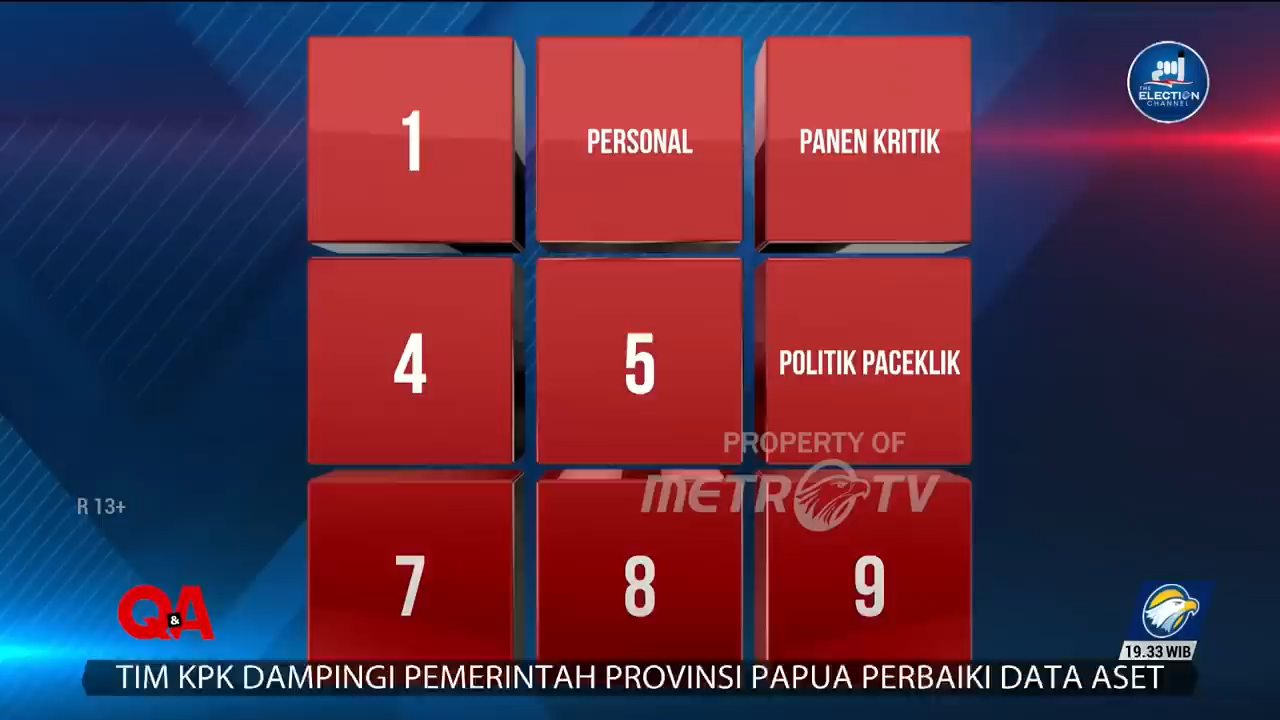 1
PERSONAL
PANEN KRITIK
THE
ELECTION
CHANNEL
4
5
POLITIK PACEKLIK
PROPERTY OF
METRO TV
R 13+
7
8
9
Q&A
19.33 WIB
TIM KPK DAMPINGI PEMERINTAH PROVINSI PAPUA PERBAIKI DATA ASET